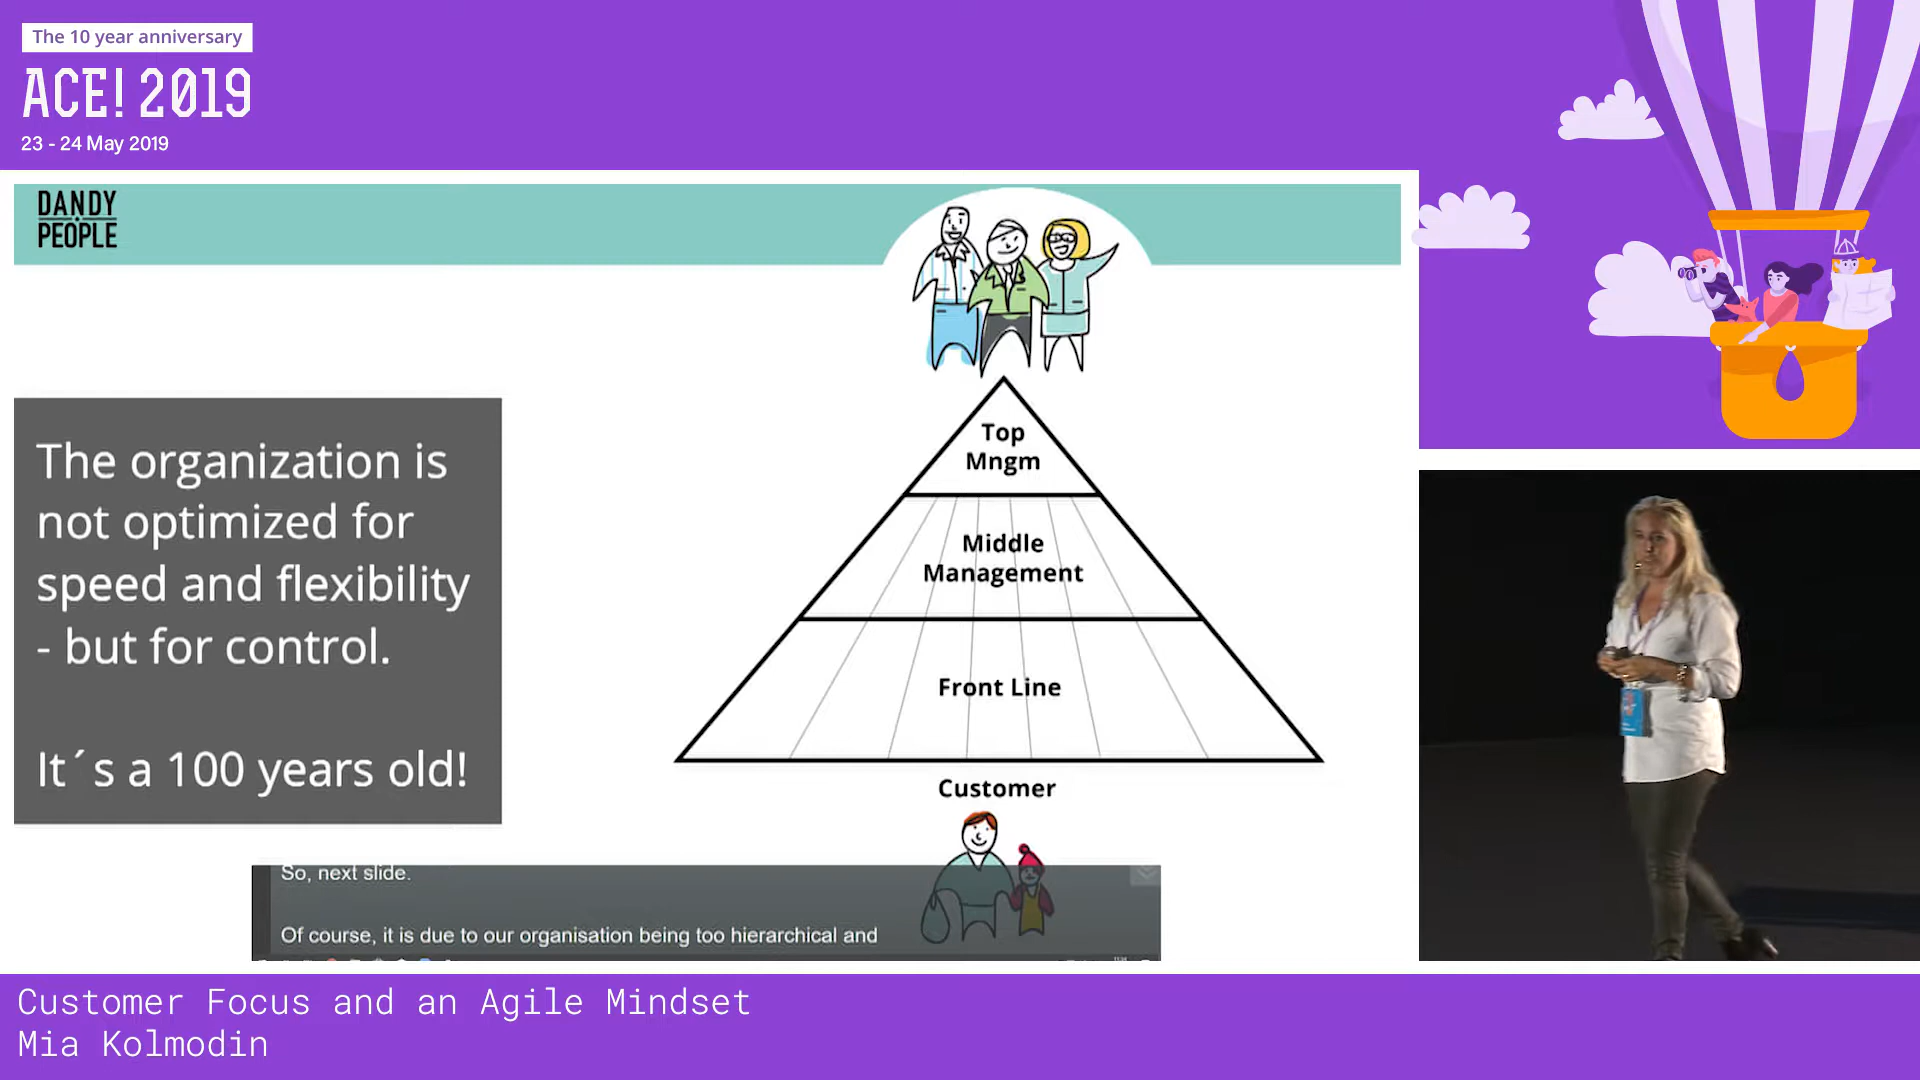 The 10 year anniversary
ACE! 2019
23 - 24 May 2019
DANDY
PEOPLE
The organization is
not optimized for
speed and flexibility
- but for control.
It´s a 100 years old!
Top
Mngm
Middle
Management
Front Line
Customer
So, next slide.
Of course, it is due to our organisation being too hierarchical and
Customer Focus and an Agile Mindset
Mia Kolmodin